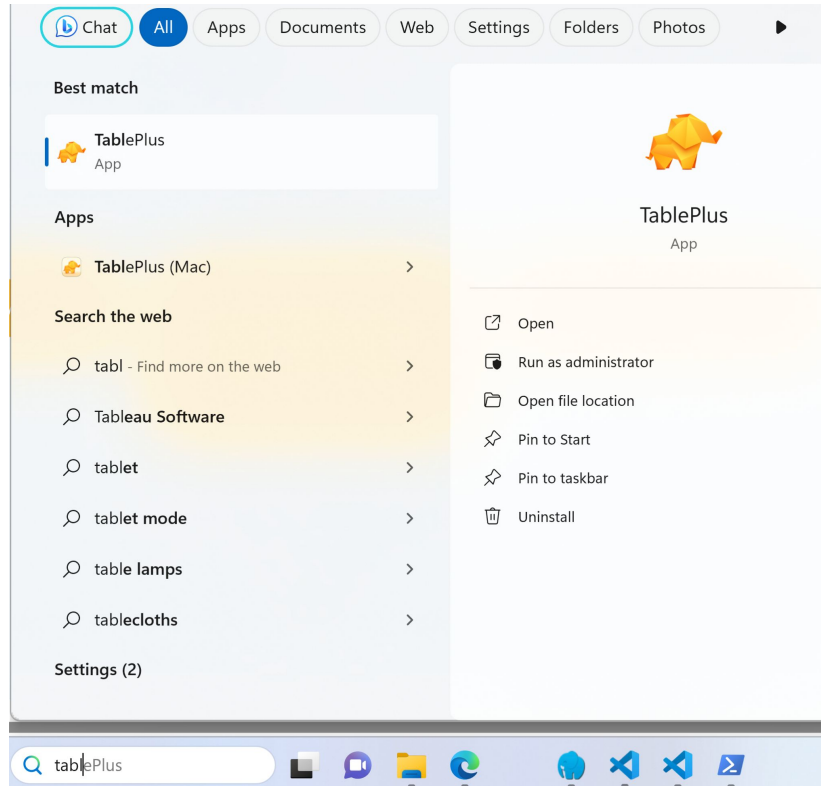 Chat All Apps Documents Web Settings Folders Photos
Best match
TablePlus
App
Apps
TablePlus (Mac)
Search the web
tabl - Find more on the web
Tableau Software
tablet
tablet mode
table lamps
tablecloths
Settings (2)
TablePlus
App
Open
Run as administrator
Open file location
Pin to Start
Pin to taskbar
Uninstall
tablePlus